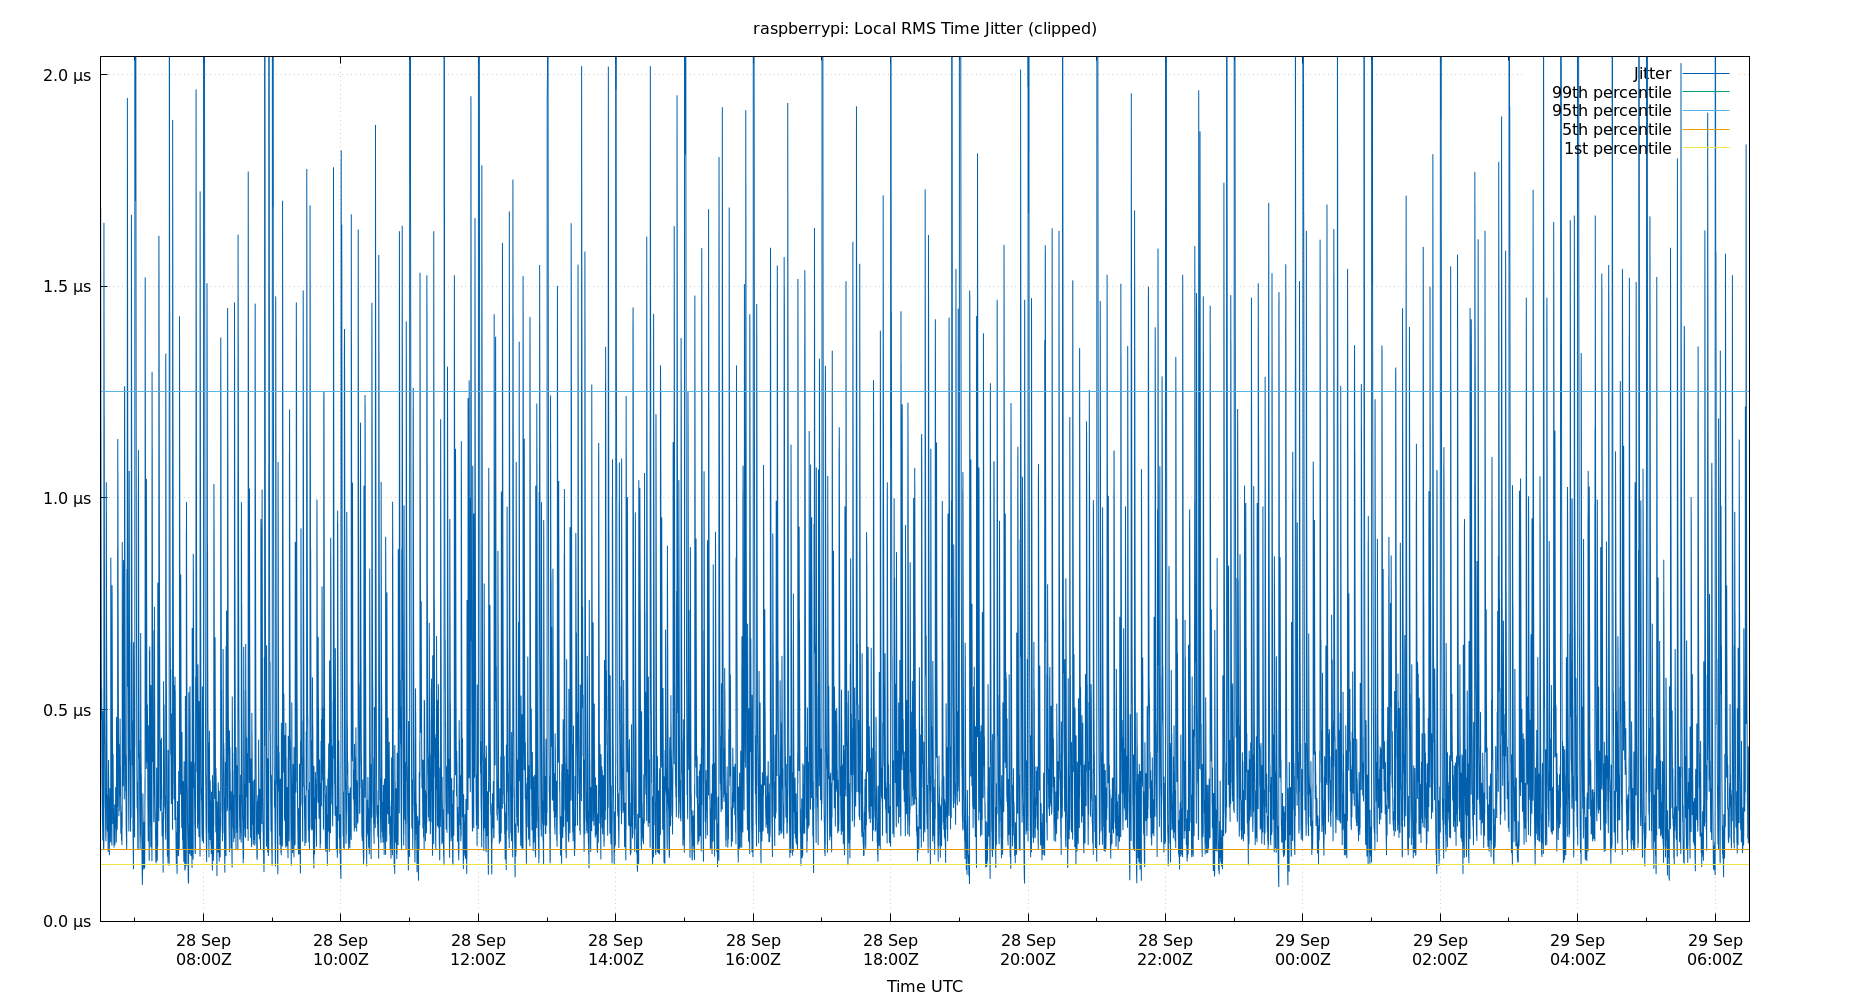 raspberrypi: Local RMS Time Jitter (clipped)
2.0 µs
1.5 µs
1.0 µs
0.5 µs
0.0 µs
Jitter
99th percentile
95th percentile
5th percentile
1st percentile
28 Sep 08:00Z
28 Sep 10:00Z
28 Sep 12:00Z
28 Sep 14:00Z
28 Sep 16:00Z
28 Sep 18:00Z
28 Sep 20:00Z
28 Sep 22:00Z
29 Sep 00:00Z
29 Sep 02:00Z
29 Sep 04:00Z
29 Sep 06:00Z
Time UTC